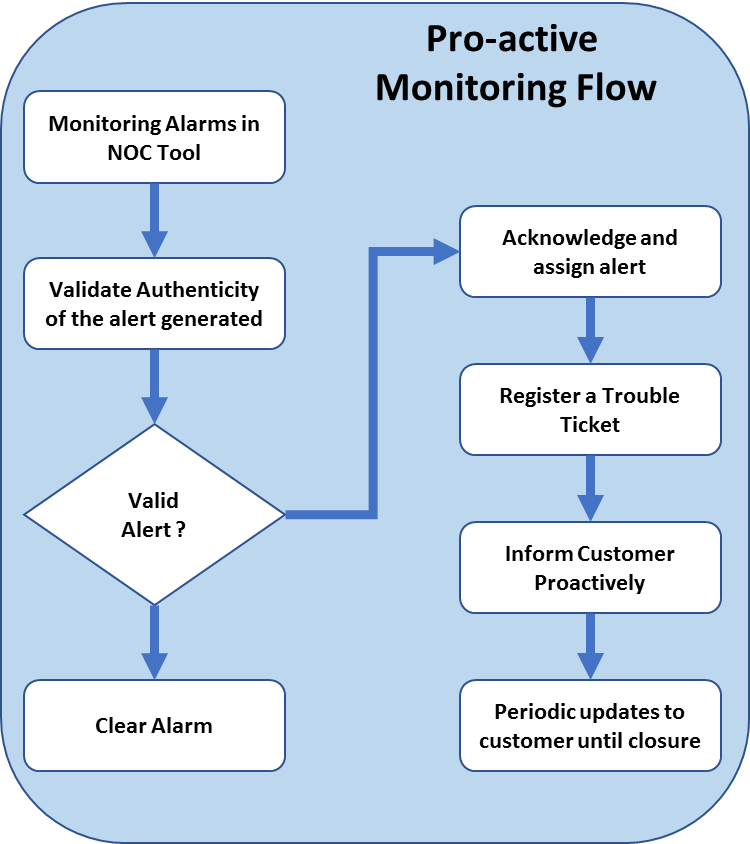 Pro-active
Monitoring Flow
Monitoring Alarms in
NOC Tool
Validate Authenticity
of the alert generated
Valid
Alert ?
Clear Alarm
Acknowledge and
assign alert
Register a Trouble
Ticket
Inform Customer
Proactively
Periodic updates to
customer until closure